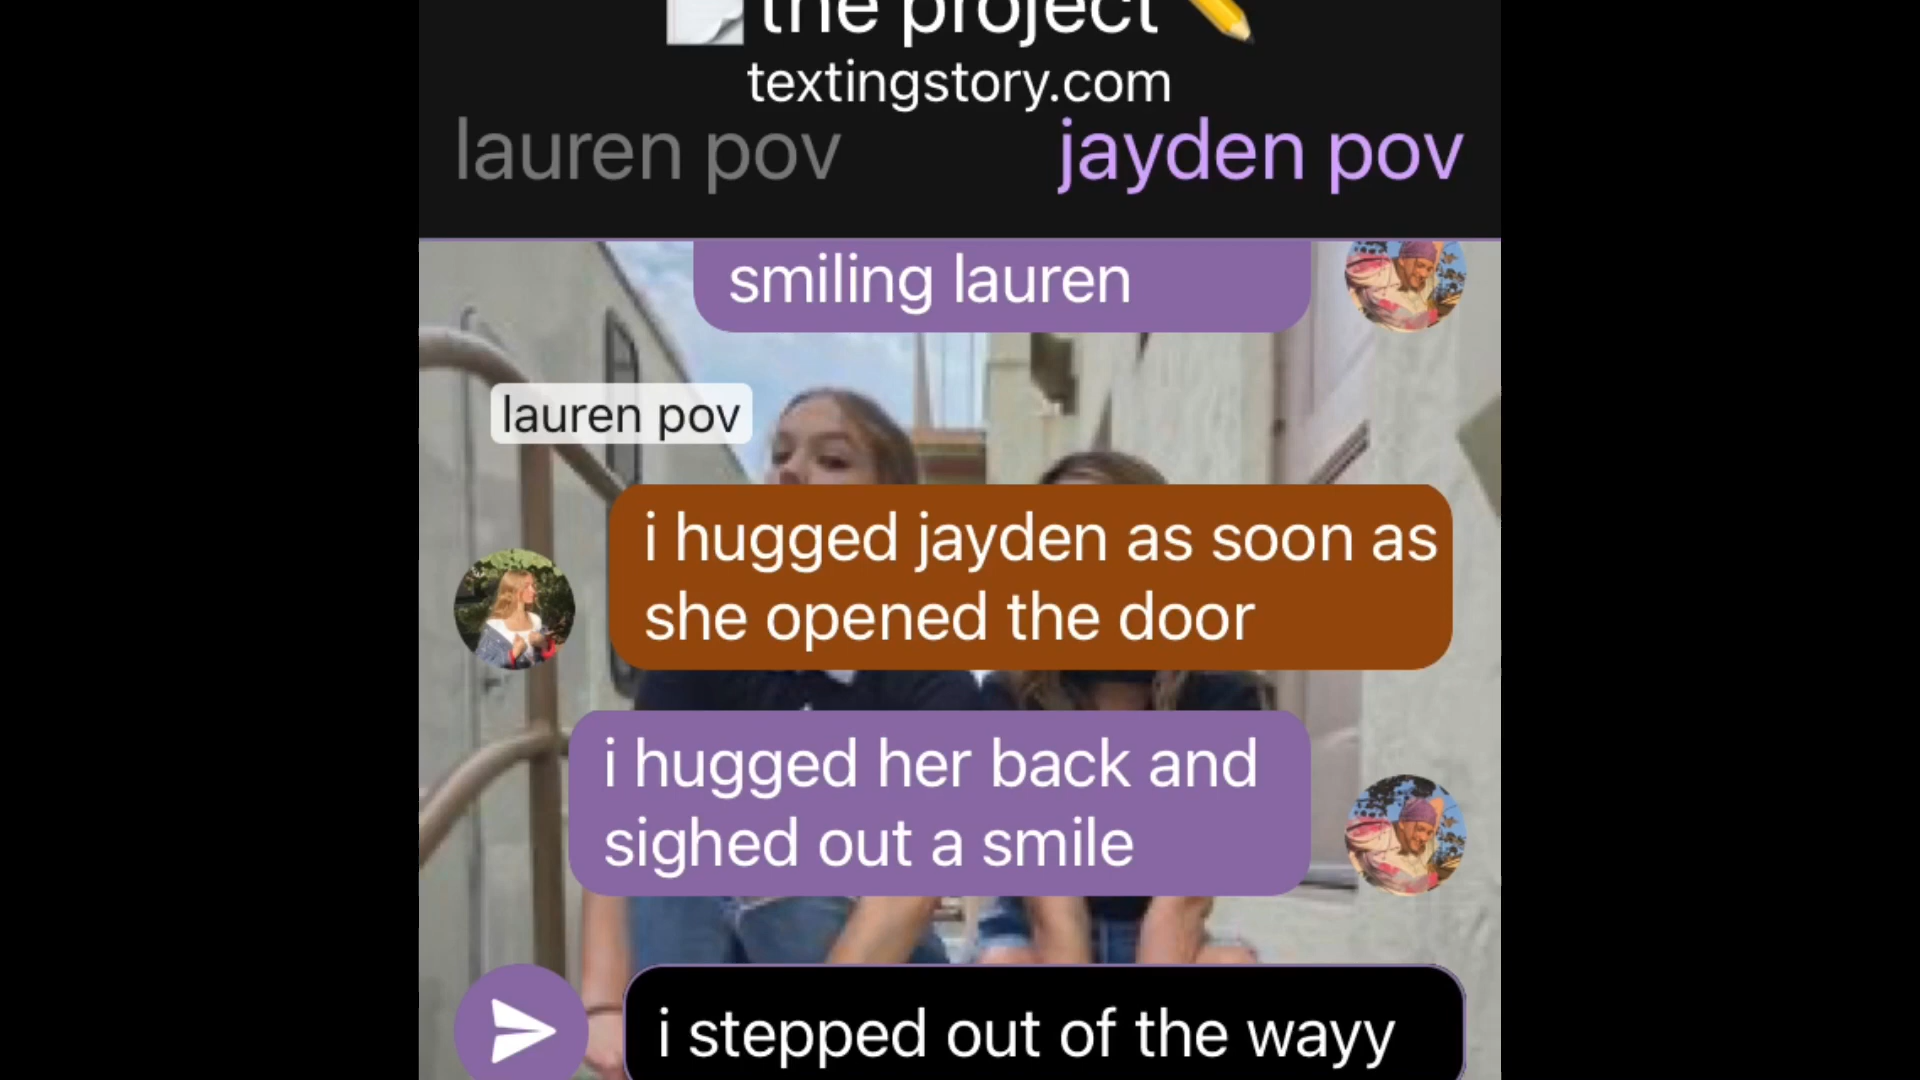 the project
textingstory.com
lauren pov
jayden pov
smiling lauren
lauren pov
i hugged jayden as soon as
she opened the door
i hugged her back and
sighed out a smile
i stepped out of the wayy